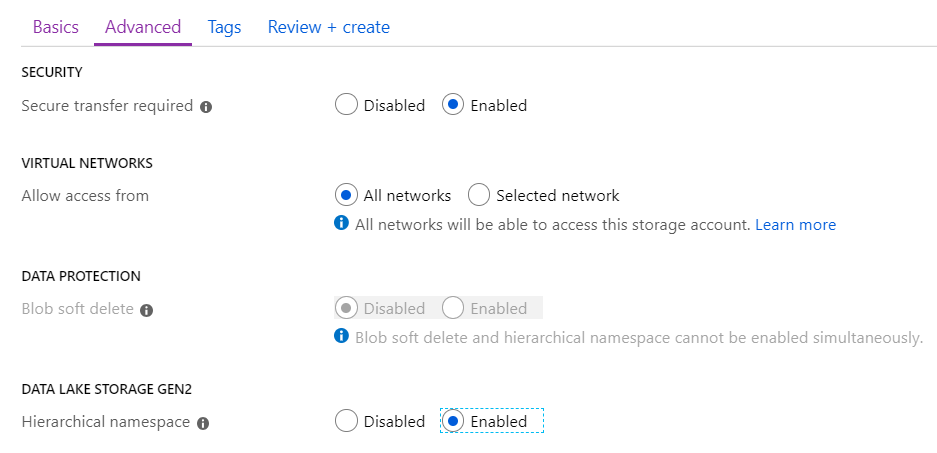 Basics Advanced Tags Review + create
SECURITY
Secure transfer required Disabled Enabled
VIRTUAL NETWORKS
Allow access from All networks Selected network
All networks will be able to access this storage account. Learn more
DATA PROTECTION
Blob soft delete Disabled Enabled
Blob soft delete and hierarchical namespace cannot be enabled simultaneously.
DATA LAKE STORAGE GEN2
Hierarchical namespace Disabled Enabled